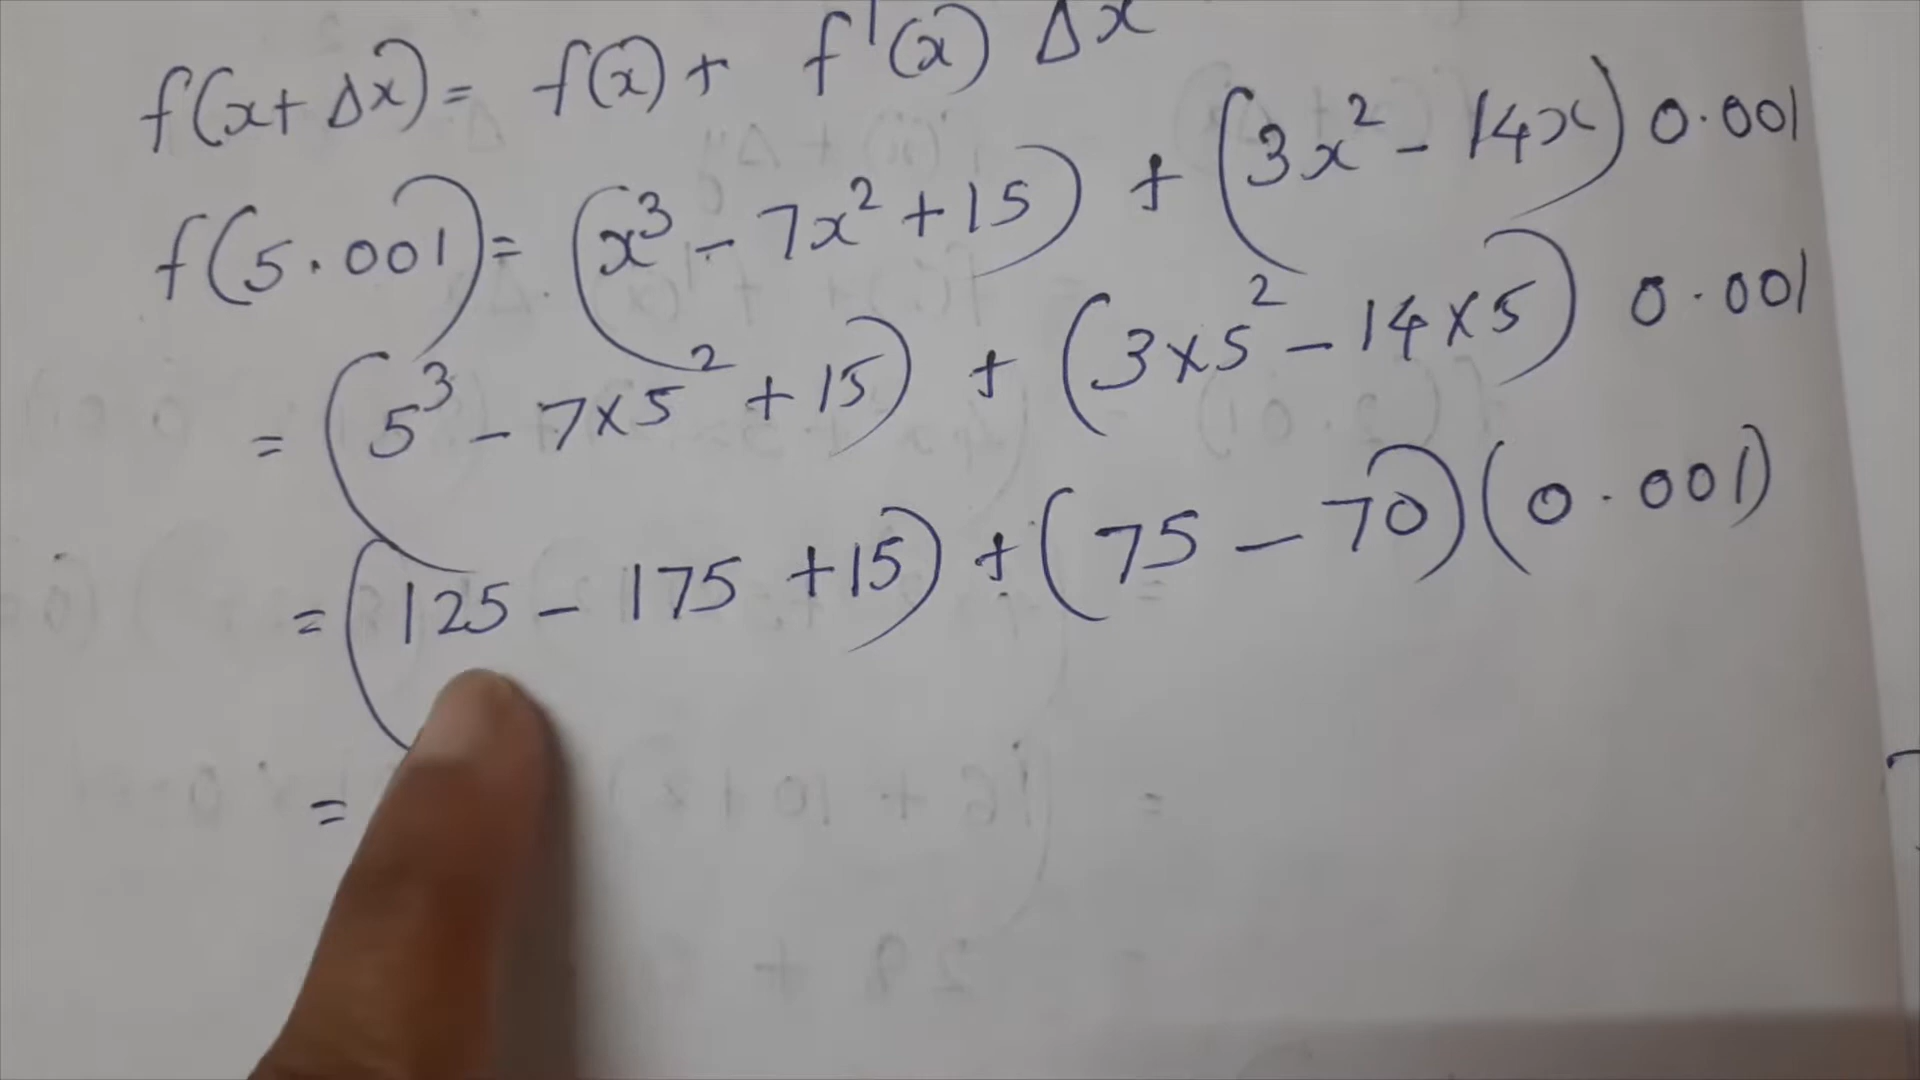 f(x+Δx)= f(x)+ f'(x) Δx
f(5.001)= (x³ - 7x² + 15) + (3x² - 14x) 0.001
= (5³ - 7×5² + 15) + (3×5² - 14×5) 0.001
= (125 - 175 + 15) + (75 - 70)(0.001)
=